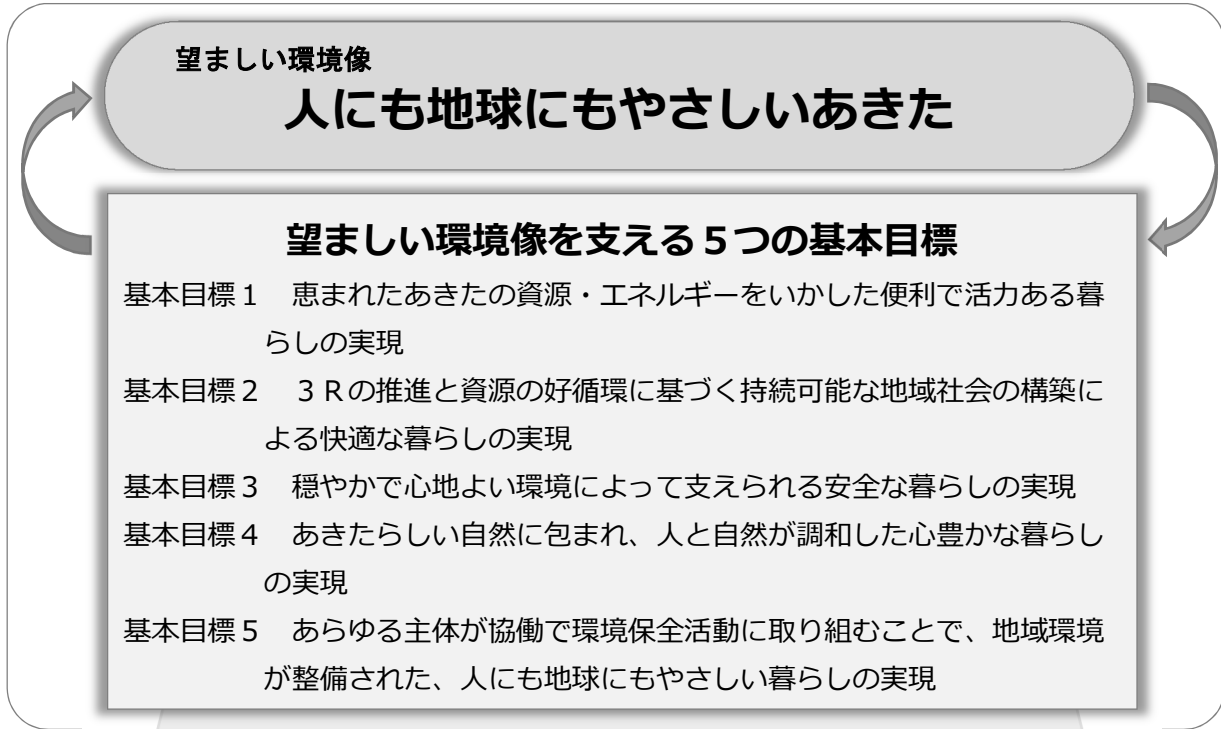 望ましい環境像
人にも地球にもやさしいあきた
望ましい環境像を支える５つの基本目標
基本目標１　恵まれたあきたの資源・エネルギーをいかした便利で活力ある暮
らしの実現
基本目標２　３Ｒの推進と資源の好循環に基づく持続可能な地域社会の構築に
よる快適な暮らしの実現
基本目標３　穏やかで心地よい環境によって支えられる安全な暮らしの実現
基本目標４　あきたらしい自然に包まれ、人と自然が調和した心豊かな暮らし
の実現
基本目標５　あらゆる主体が協働で環境保全活動に取り組むことで、地域環境
が整備された、人にも地球にもやさしい暮らしの実現